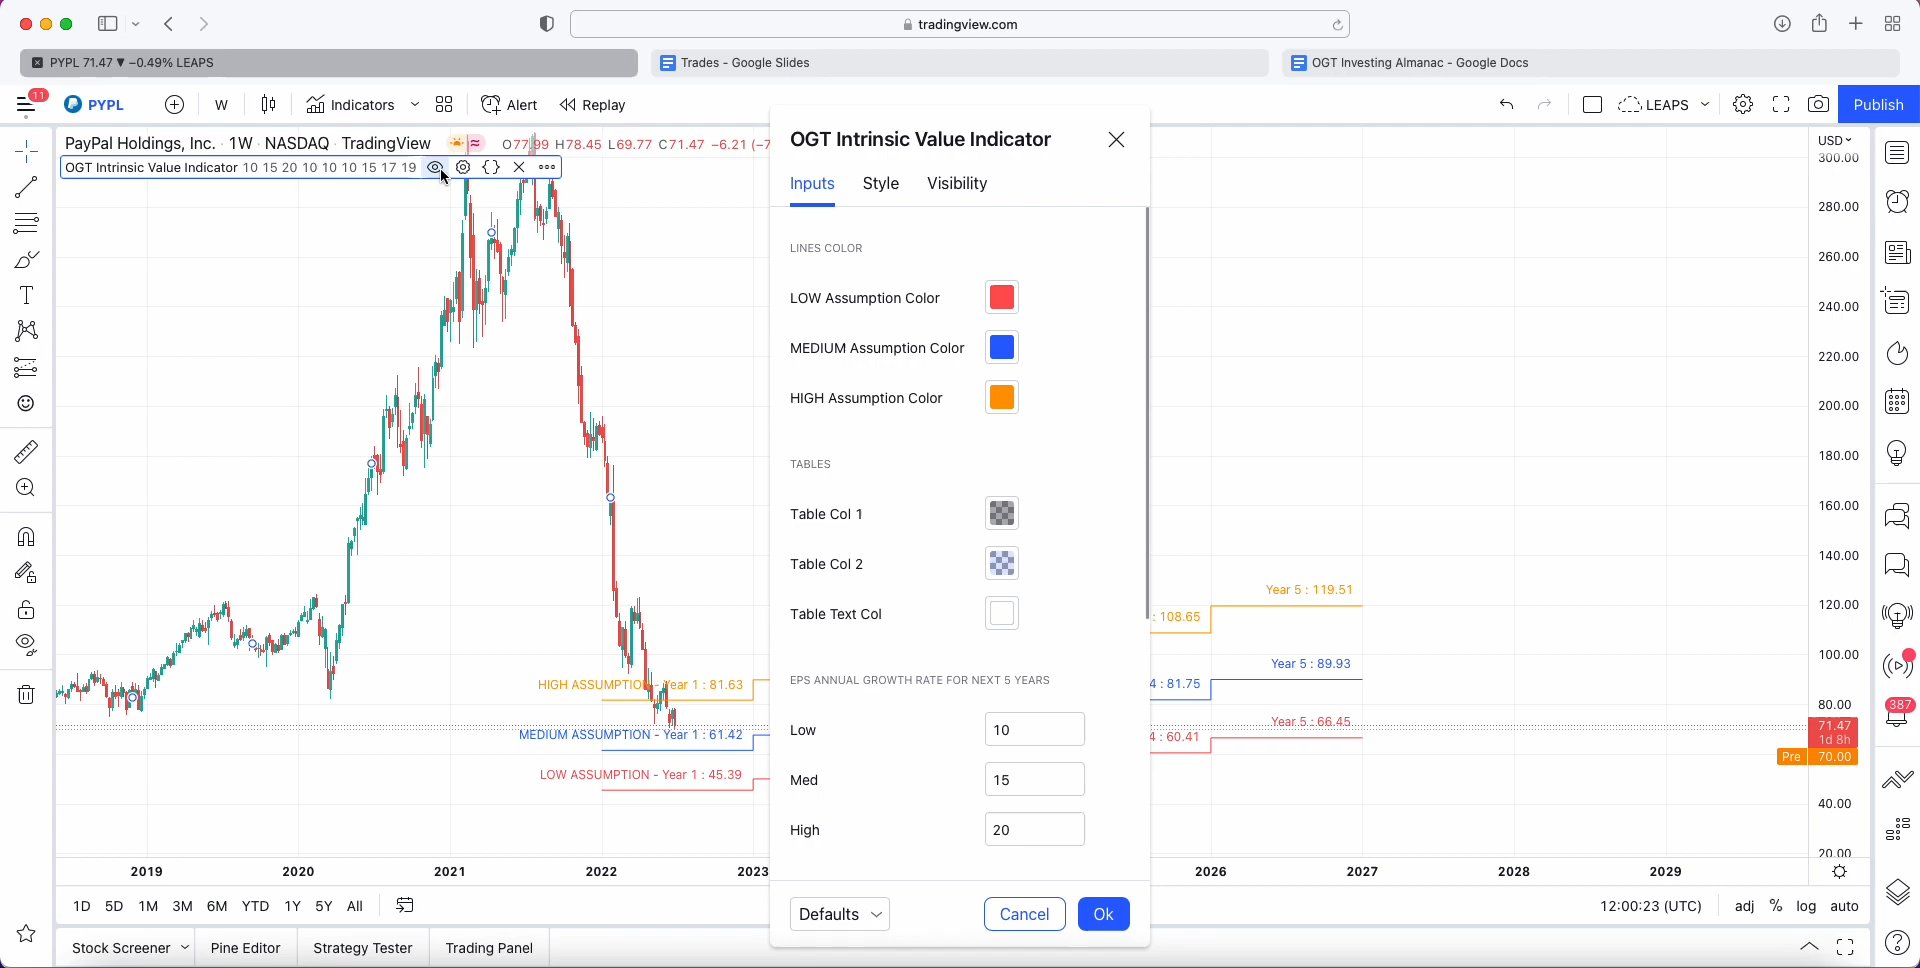 tradingview.com
PYPL 71.47 ▼ −0.49% LEAPS
Trades - Google Slides
OGT Investing Almanac - Google Docs
11
PYPL
W
Indicators
Alert
Replay
LEAPS
Publish
PayPal Holdings, Inc. · 1W · NASDAQ · TradingView
O77.99 H78.45 L69.77 C71.47 −6.21 (−7
OGT Intrinsic Value Indicator 10 15 20 10 10 10 15 17 19
OGT Intrinsic Value Indicator
Inputs Style Visibility
LINES COLOR
LOW Assumption Color
MEDIUM Assumption Color
HIGH Assumption Color
TABLES
Table Col 1
Table Col 2
Table Text Col
EPS ANNUAL GROWTH RATE FOR NEXT 5 YEARS
Low 10
Med 15
High 20
Defaults
Cancel
Ok
HIGH ASSUMPTION - Year 1 : 81.63
MEDIUM ASSUMPTION - Year 1 : 61.42
LOW ASSUMPTION - Year 1 : 45.39
: 108.65
4 : 81.75
4 : 60.41
Year 5 : 119.51
Year 5 : 89.93
Year 5 : 66.45
USD
300.00
280.00
260.00
240.00
220.00
200.00
180.00
160.00
140.00
120.00
100.00
80.00
71.47
1d 8h
Pre 70.00
40.00
20.00
387
2019 2020 2021 2022 2023 2026 2027 2028 2029
1D 5D 1M 3M 6M YTD 1Y 5Y All
12:00:23 (UTC) adj % log auto
Stock Screener Pine Editor Strategy Tester Trading Panel